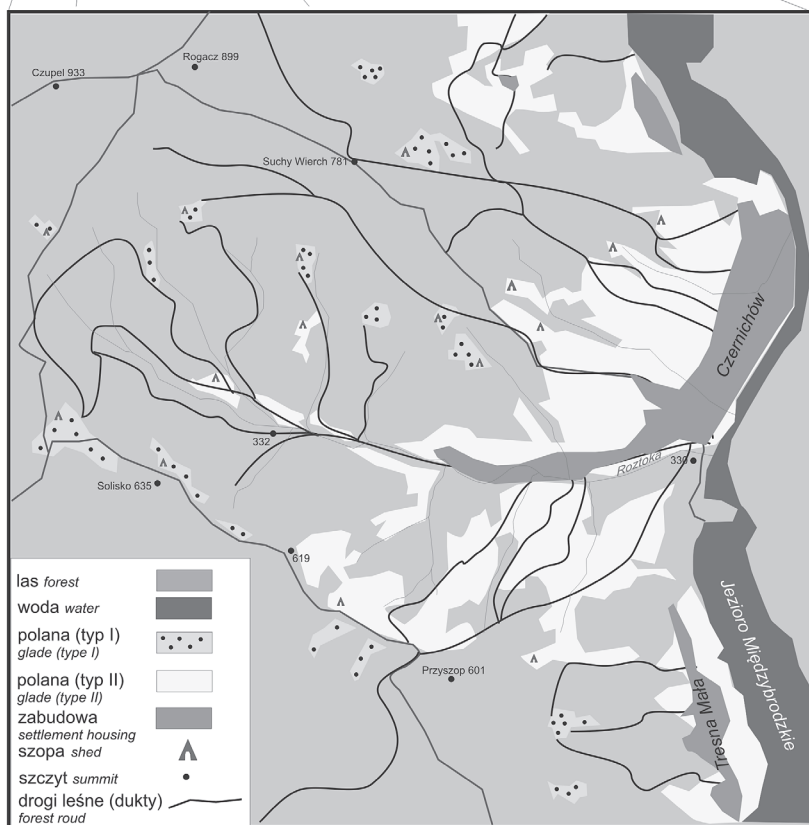 Rogacz 899
Czupel 933
Suchy Wierch 781
Czernichów
332
Roztoka
330
Solisko 635
619
Przyszop 601
Jezioro Międzybrodzkie
Tresna Mała
las forest
woda water
polana (typ I)
glade (type I)
polana (typ II)
glade (type II)
zabudowa
settlement housing
szopa shed
szczyt summit
drogi leśne (dukty)
forest roud